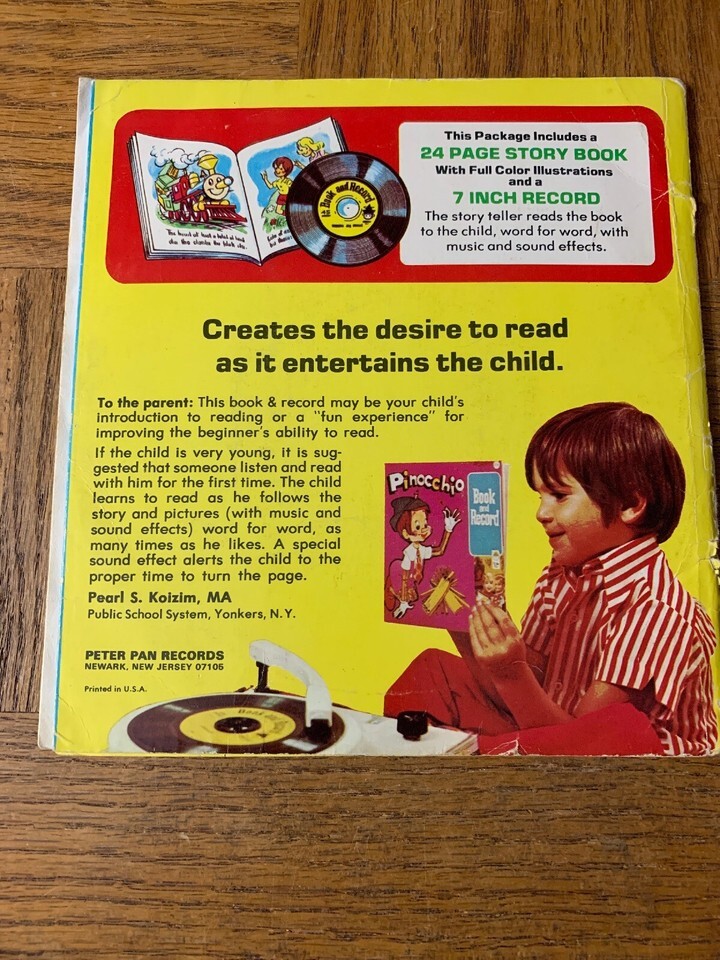 This Package Includes a
24 PAGE STORY BOOK
With Full Color Illustrations
and a
7 INCH RECORD
The story teller reads the book
to the child, word for word, with
music and sound effects.
Book and Record
Creates the desire to read
as it entertains the child.
To the parent: This book & record may be your child's
introduction to reading or a "fun experience" for
improving the beginner's ability to read.
If the child is very young, it is sug-
gested that someone listen and read
with him for the first time. The child
learns to read as he follows the
story and pictures (with music and
sound effects) word for word, as
many times as he likes. A special
sound effect alerts the child to the
proper time to turn the page.
Pearl S. Koizim, MA
Public School System, Yonkers, N.Y.
Pinocchio
Book
and
Record
PETER PAN RECORDS
NEWARK, NEW JERSEY 07105
Printed in U.S.A.